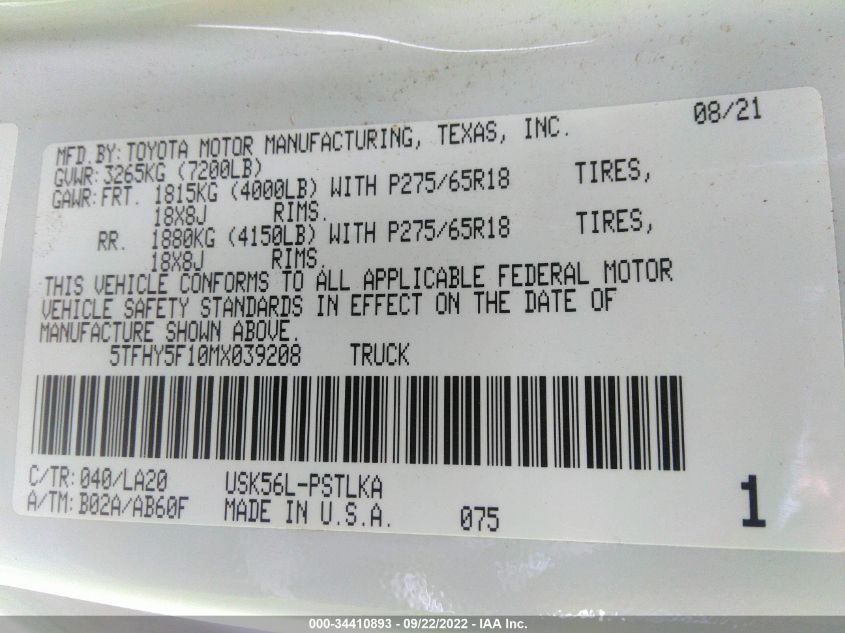 08/21
MFD.BY:TOYOTA MOTOR MANUFACTURING, TEXAS, INC.
GVWR:3265KG (7200LB)
GAWR:FRT. 1815KG (4000LB) WITH P275/65R18 TIRES,
18X8J RIMS.
RR. 1880KG (4150LB) WITH P275/65R18 TIRES,
18X8J RIMS.
THIS VEHICLE CONFORMS TO ALL APPLICABLE FEDERAL MOTOR
VEHICLE SAFETY STANDARDS IN EFFECT ON THE DATE OF
MANUFACTURE SHOWN ABOVE.
5TFHY5F10MX039208 TRUCK
C/TR:040/LA20 USK56L-PSTLKA
A/TM:B02A/AB60F MADE IN U.S.A. 075 1
000-34410893 - 09/22/2022 - IAA Inc.